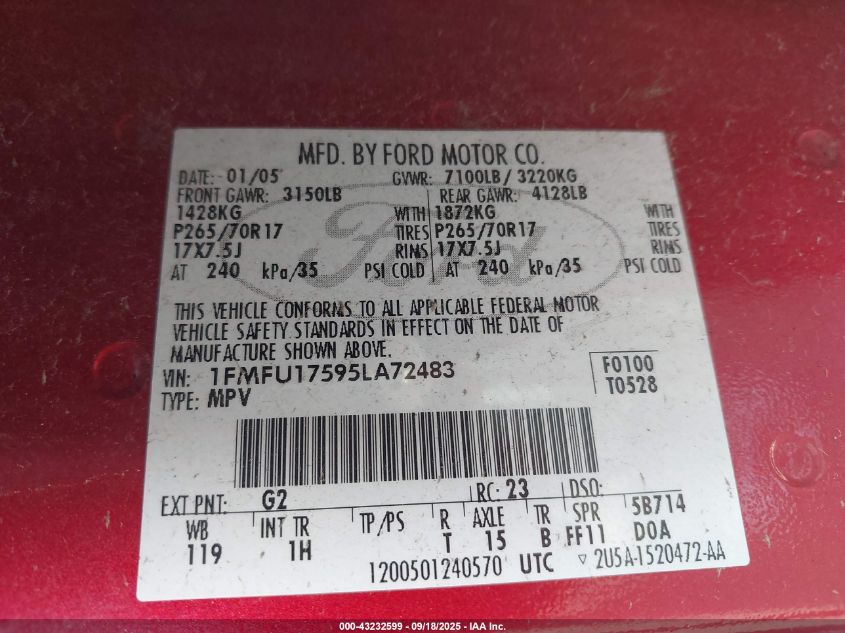 MFD. BY FORD MOTOR CO.
DATE: 01/05 GVWR: 7100LB / 3220KG
FRONT GAWR: 3150LB REAR GAWR: 4128LB
1428KG WITH 1872KG WITH
P265/70R17 TIRES P265/70R17 TIRES
17X7.5J RIMS 17X7.5J RIMS
AT 240 kPa/35 PSI COLD AT 240 kPa/35 PSI COLD
THIS VEHICLE CONFORMS TO ALL APPLICABLE FEDERAL MOTOR
VEHICLE SAFETY STANDARDS IN EFFECT ON THE DATE OF
MANUFACTURE SHOWN ABOVE.
VIN: 1FMFU17595LA72483 F0100
TYPE: MPV T0528
EXT PNT: G2 RC: 23 DSO:
WB INT TR TP/PS R AXLE TR SPR 5B714
119 1H T 15 B FF11 DOA
1200501240570 UTC ▽ 2U5A-1520472-AA
Ford
000-43232599 - 09/18/2025 - IAA Inc.